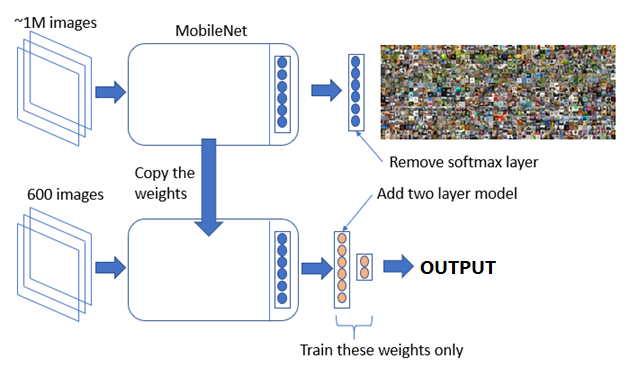 ~1M images
MobileNet
Remove softmax layer
Copy the
weights
600 images
Add two layer model
OUTPUT
Train these weights only